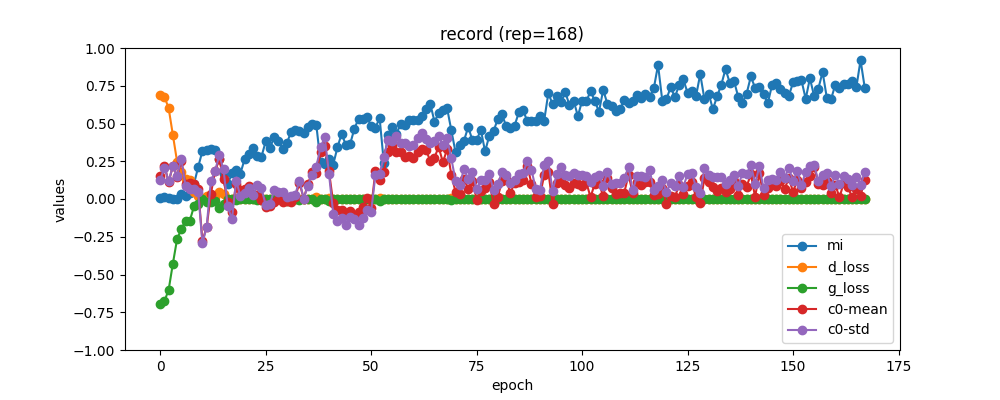 record (rep=168)
1.00
0.75
0.50
0.25
0.00
−0.25
−0.50
−0.75
−1.00
values
0
25
50
75
100
125
150
175
epoch
mi
d_loss
g_loss
c0-mean
c0-std